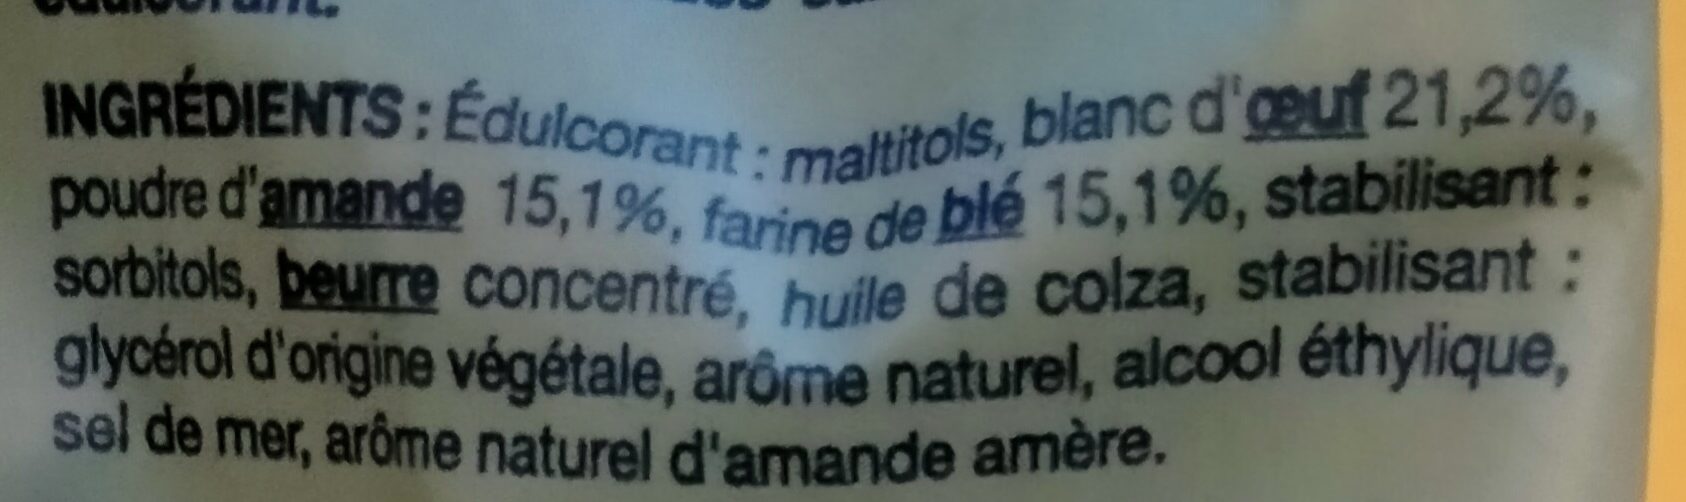 édulcorant.
INGRÉDIENTS : Édulcorant : maltitols, blanc d'œuf 21,2%,
poudre d'amande 15,1%, farine de blé 15,1%, stabilisant :
sorbitols, beurre concentré, huile de colza, stabilisant :
glycérol d'origine végétale, arôme naturel, alcool éthylique,
sel de mer, arôme naturel d'amande amère.